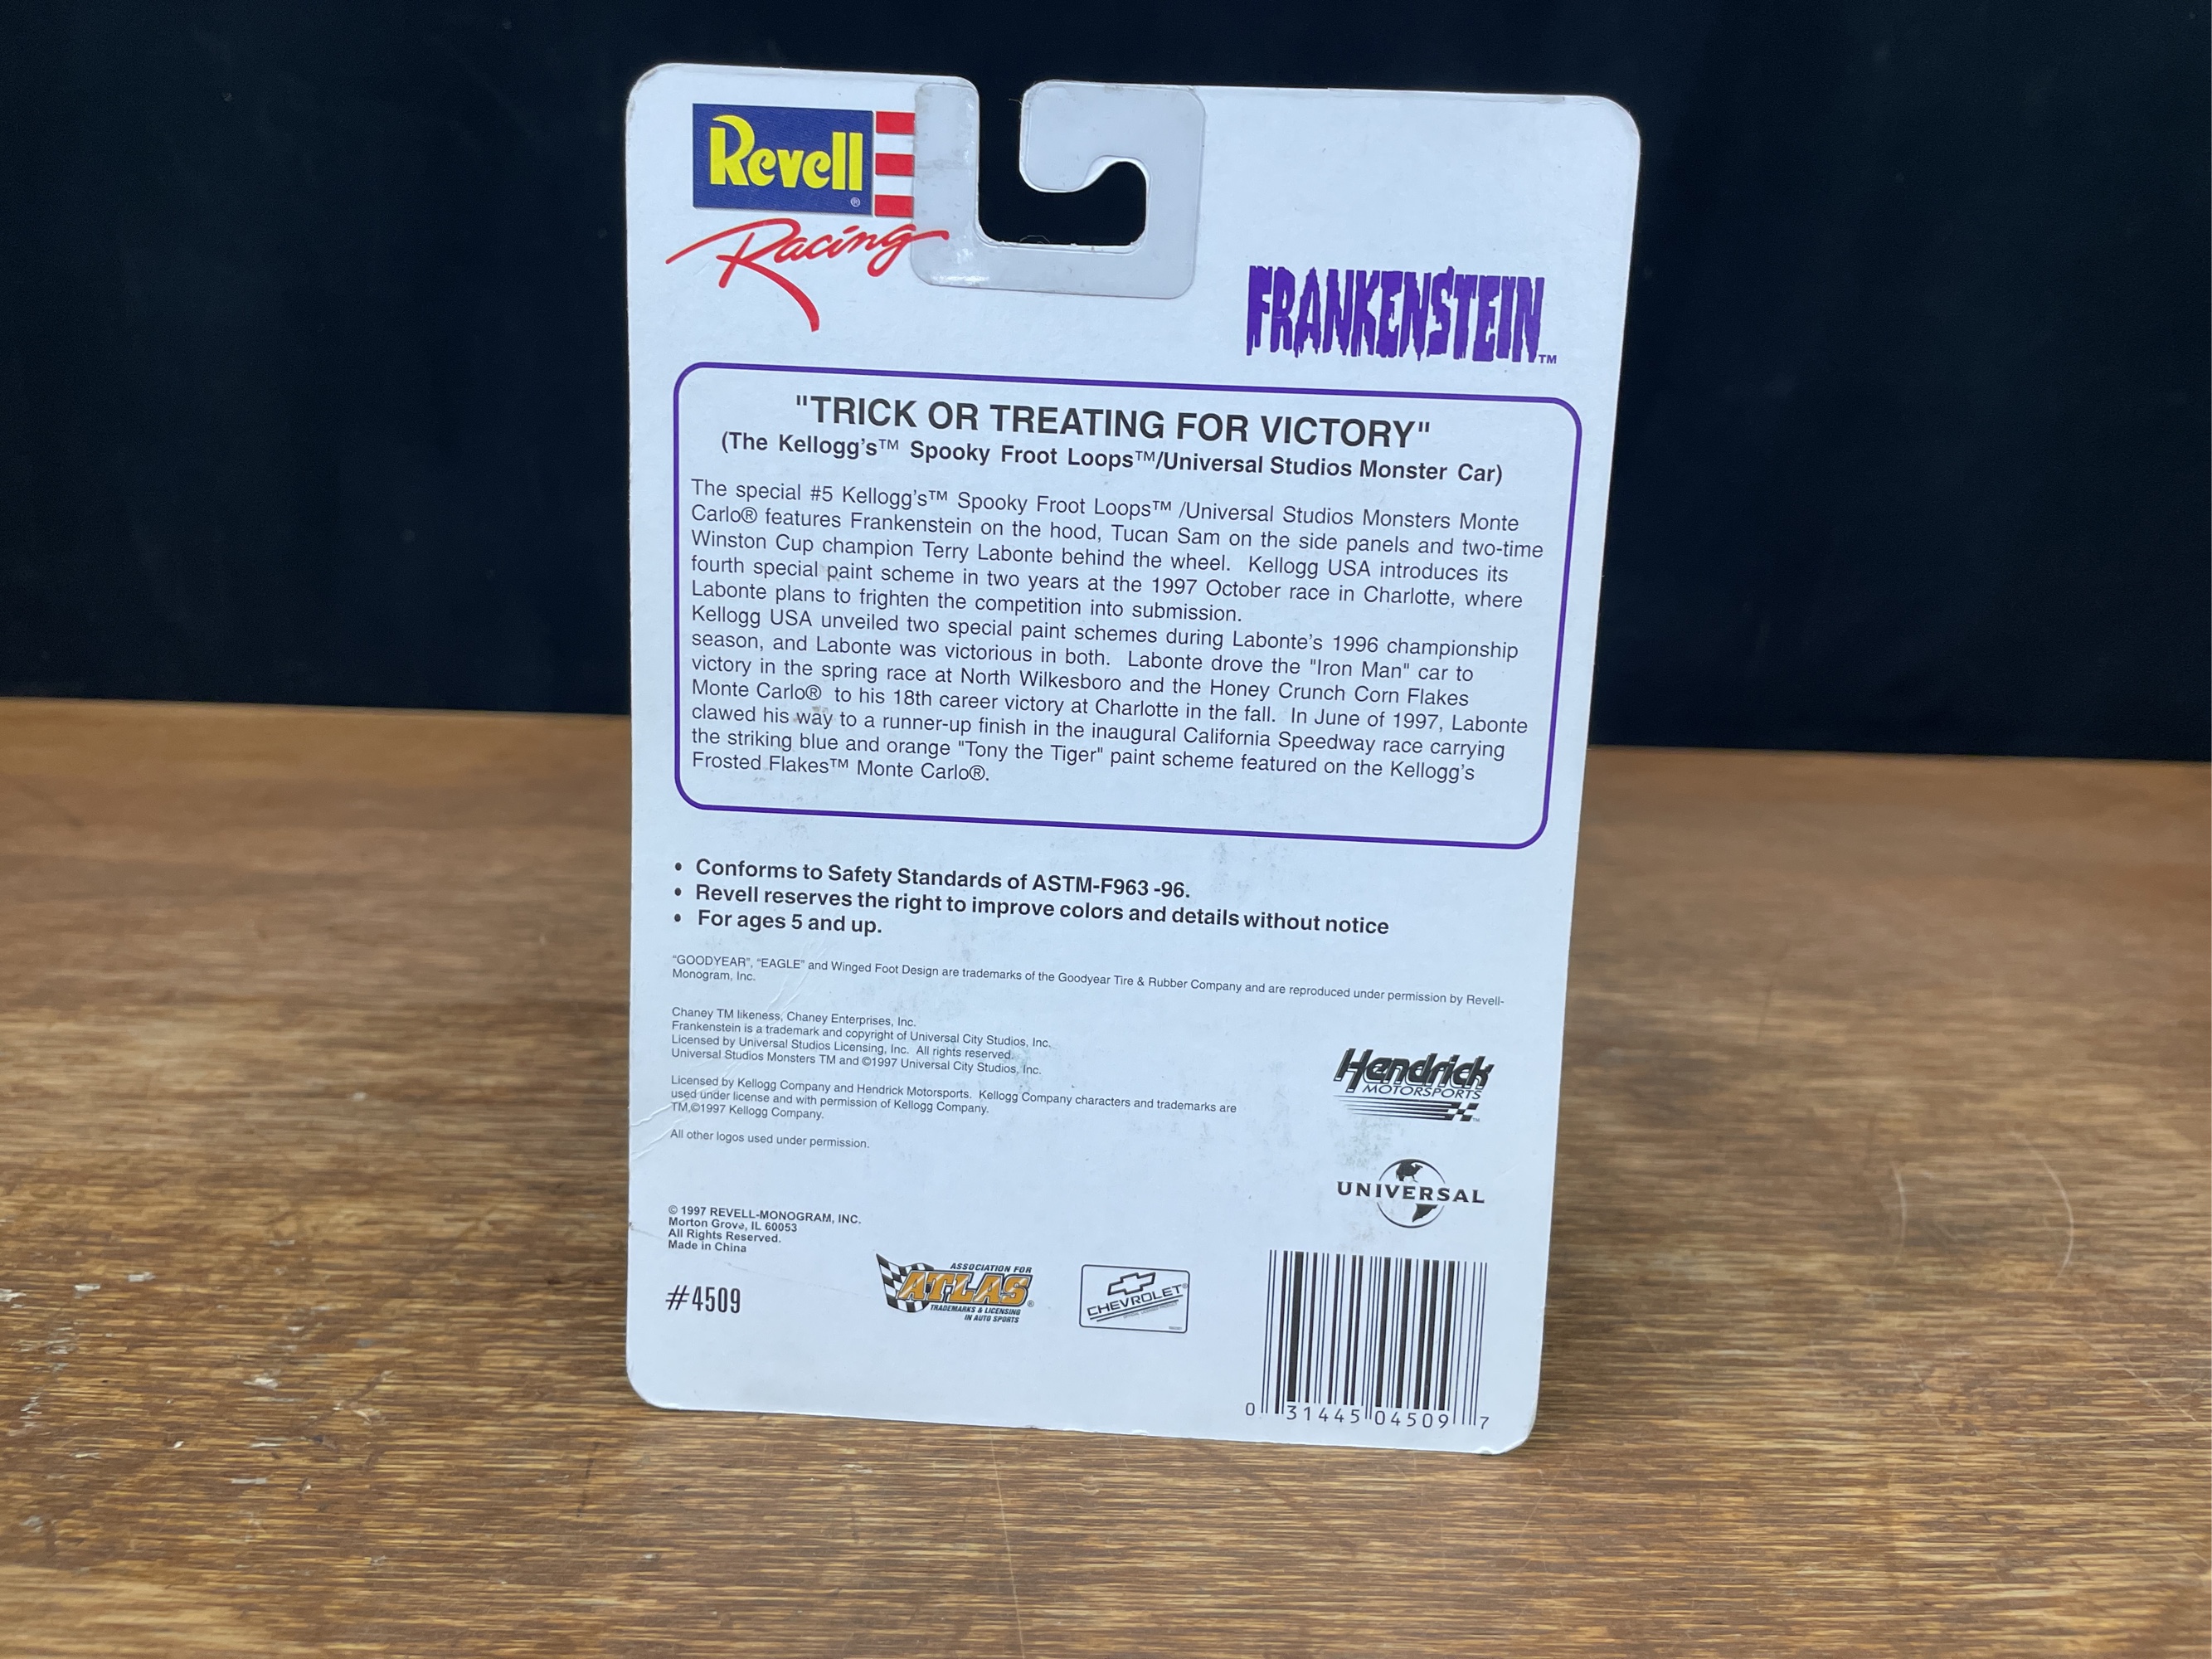 Revell®
Racing
FRANKENSTEIN™
"TRICK OR TREATING FOR VICTORY"
(The Kellogg's™ Spooky Froot Loops™/Universal Studios Monster Car)
The special #5 Kellogg's™ Spooky Froot Loops™ /Universal Studios Monsters Monte
Carlo® features Frankenstein on the hood, Tucan Sam on the side panels and two-time
Winston Cup champion Terry Labonte behind the wheel. Kellogg USA introduces its
fourth special paint scheme in two years at the 1997 October race in Charlotte, where
Labonte plans to frighten the competition into submission.
Kellogg USA unveiled two special paint schemes during Labonte's 1996 championship
season, and Labonte was victorious in both. Labonte drove the "Iron Man" car to
victory in the spring race at North Wilkesboro and the Honey Crunch Corn Flakes
Monte Carlo® to his 18th career victory at Charlotte in the fall. In June of 1997, Labonte
clawed his way to a runner-up finish in the inaugural California Speedway race carrying
the striking blue and orange "Tony the Tiger" paint scheme featured on the Kellogg's
Frosted Flakes™ Monte Carlo®.
• Conforms to Safety Standards of ASTM-F963 -96.
• Revell reserves the right to improve colors and details without notice
• For ages 5 and up.
"GOODYEAR", "EAGLE" and Winged Foot Design are trademarks of the Goodyear Tire & Rubber Company and are reproduced under permission by Revell-
Monogram, Inc.
Chaney TM likeness, Chaney Enterprises, Inc.
Frankenstein is a trademark and copyright of Universal City Studios, Inc.
Licensed by Universal Studios Licensing, Inc. All rights reserved.
Universal Studios Monsters TM and ©1997 Universal City Studios, Inc.
Licensed by Kellogg Company and Hendrick Motorsports. Kellogg Company characters and trademarks are
used under license and with permission of Kellogg Company.
TM,©1997 Kellogg Company.
All other logos used under permission.
Hendrick
MOTORSPORTS
UNIVERSAL
© 1997 REVELL-MONOGRAM, INC.
Morton Grove, IL 60053
All Rights Reserved.
Made in China
#4509
ASSOCIATION FOR
ATLAS®
TRADEMARKS & LICENSING
IN AUTO SPORTS
CHEVROLET®
0 31445 04509 7